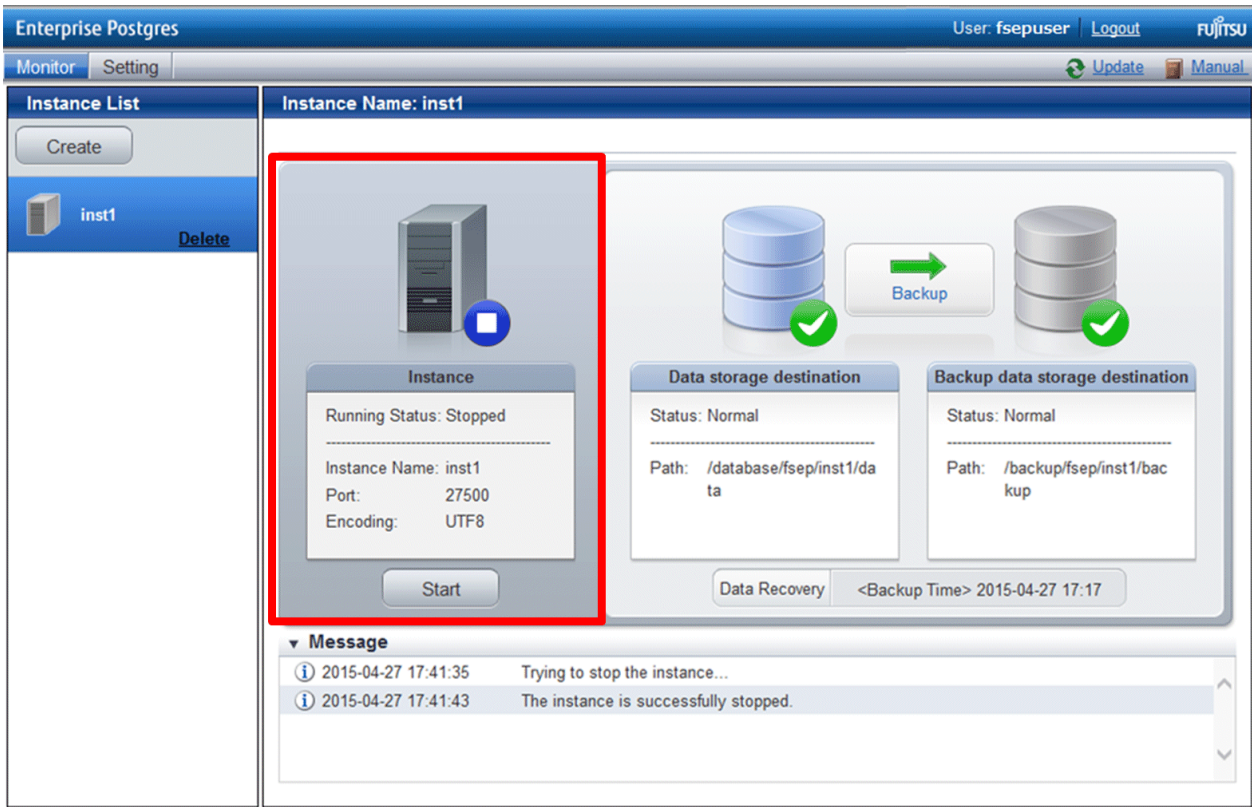 Enterprise Postgres
User: fsepuser Logout FUJITSU
Monitor Setting Update Manual
Instance List
Create
inst1
Delete
Instance Name: inst1
Backup
Instance
Running Status: Stopped
Instance Name: inst1
Port: 27500
Encoding: UTF8
Start
Data storage destination
Status: Normal
Path: /database/fsep/inst1/da
ta
Backup data storage destination
Status: Normal
Path: /backup/fsep/inst1/bac
kup
Data Recovery <Backup Time> 2015-04-27 17:17
Message
2015-04-27 17:41:35 Trying to stop the instance...
2015-04-27 17:41:43 The instance is successfully stopped.